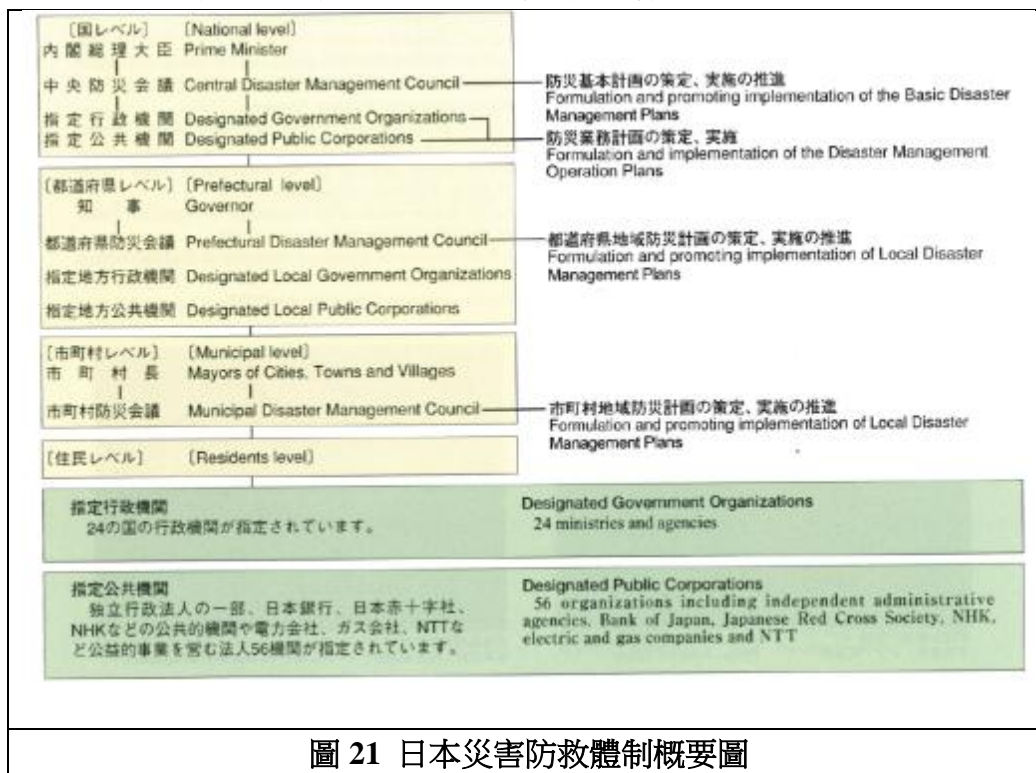 〔国レベル〕 〔National level〕
内閣総理大臣 Prime Minister
中央防災会議 Central Disaster Management Council
防災基本計画の策定、実施の推進
Formulation and promoting implementation of the Basic Disaster
Management Plans
指定行政機関 Designated Government Organizations
指定公共機関 Designated Public Corporations
防災業務計画の策定、実施
Formulation and implementation of the Disaster Management
Operation Plans
〔都道府県レベル〕 〔Prefectural level〕
知事 Governor
都道府県防災会議 Prefectural Disaster Management Council
都道府県地域防災計画の策定、実施の推進
Formulation and promoting implementation of Local Disaster
Management Plans
指定地方行政機関 Designated Local Government Organizations
指定地方公共機関 Designated Local Public Corporations
〔市町村レベル〕 〔Municipal level〕
市町村長 Mayors of Cities, Towns and Villages
市町村防災会議 Municipal Disaster Management Council
市町村地域防災計画の策定、実施の推進
Formulation and promoting implementation of Local Disaster
Management Plans
〔住民レベル〕 〔Residents level〕
指定行政機関
24の国の行政機関が指定されています。
Designated Government Organizations
24 ministries and agencies
指定公共機関
独立行政法人の一部、日本銀行、日本赤十字社、
NHKなどの公共的機関や電力会社、ガス会社、NTTな
ど公益的事業を営む法人56機関が指定されています。
Designated Public Corporations
56 organizations including independent administrative
agencies, Bank of Japan, Japanese Red Cross Society, NHK,
electric and gas companies and NTT
圖 21 日本災害防救體制概要圖